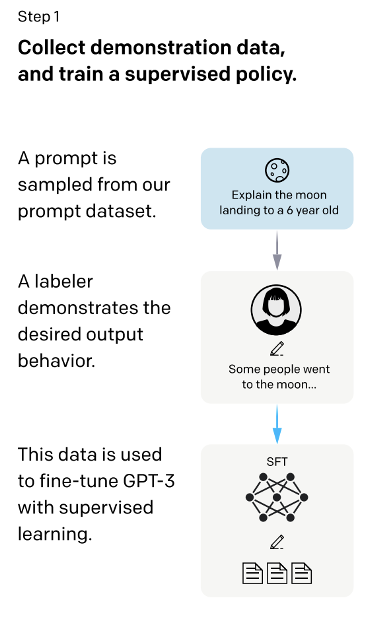 Step 1
Collect demonstration data,
and train a supervised policy.
A prompt is
sampled from our
prompt dataset.
Explain the moon
landing to a 6 year old
A labeler
demonstrates the
desired output
behavior.
Some people went
to the moon...
This data is used
to fine-tune GPT-3
with supervised
learning.
SFT